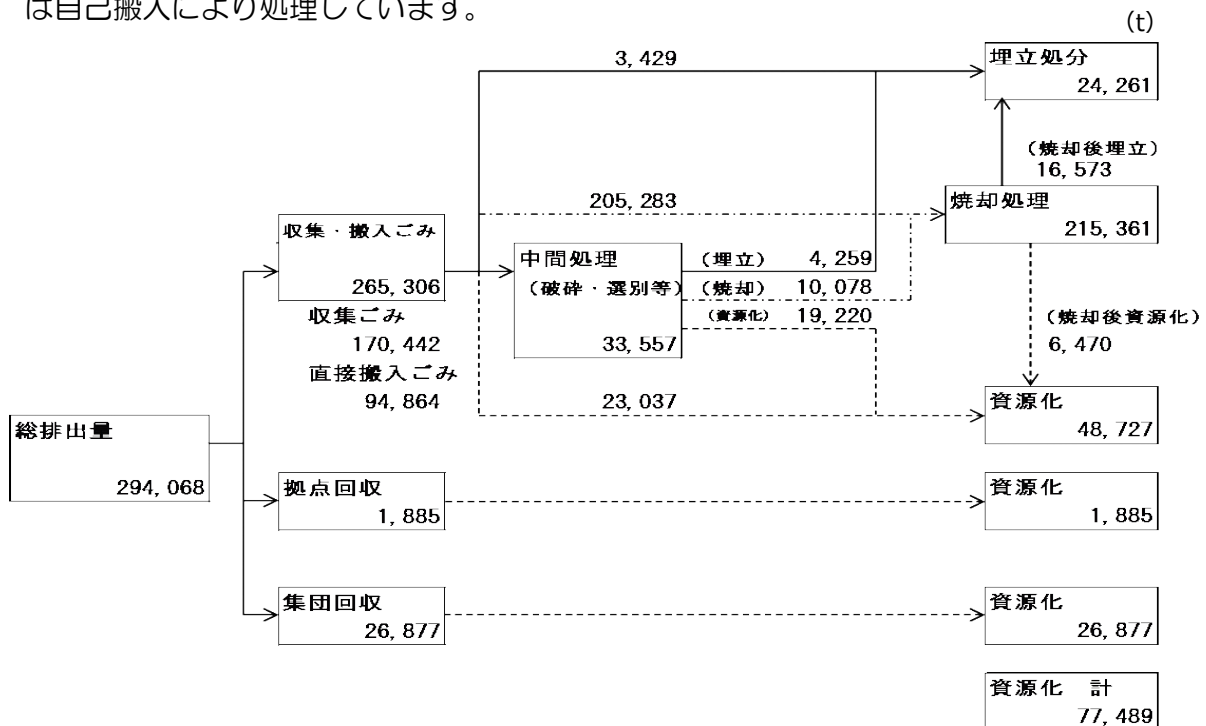 は自己搬入により処理しています。
(t)
3,429
埋立処分
24,261
(焼却後埋立)
16,573
205,283
焼却処理
215,361
収集・搬入ごみ
265,306
収集ごみ
170,442
直接搬入ごみ
94,864
中間処理
(破砕・選別等)
33,557
(埋立) 4,259
(焼却) 10,078
(資源化) 19,220
(焼却後資源化)
6,470
23,037
資源化
48,727
総排出量
294,068
拠点回収
1,885
資源化
1,885
集団回収
26,877
資源化
26,877
資源化 計
77,489